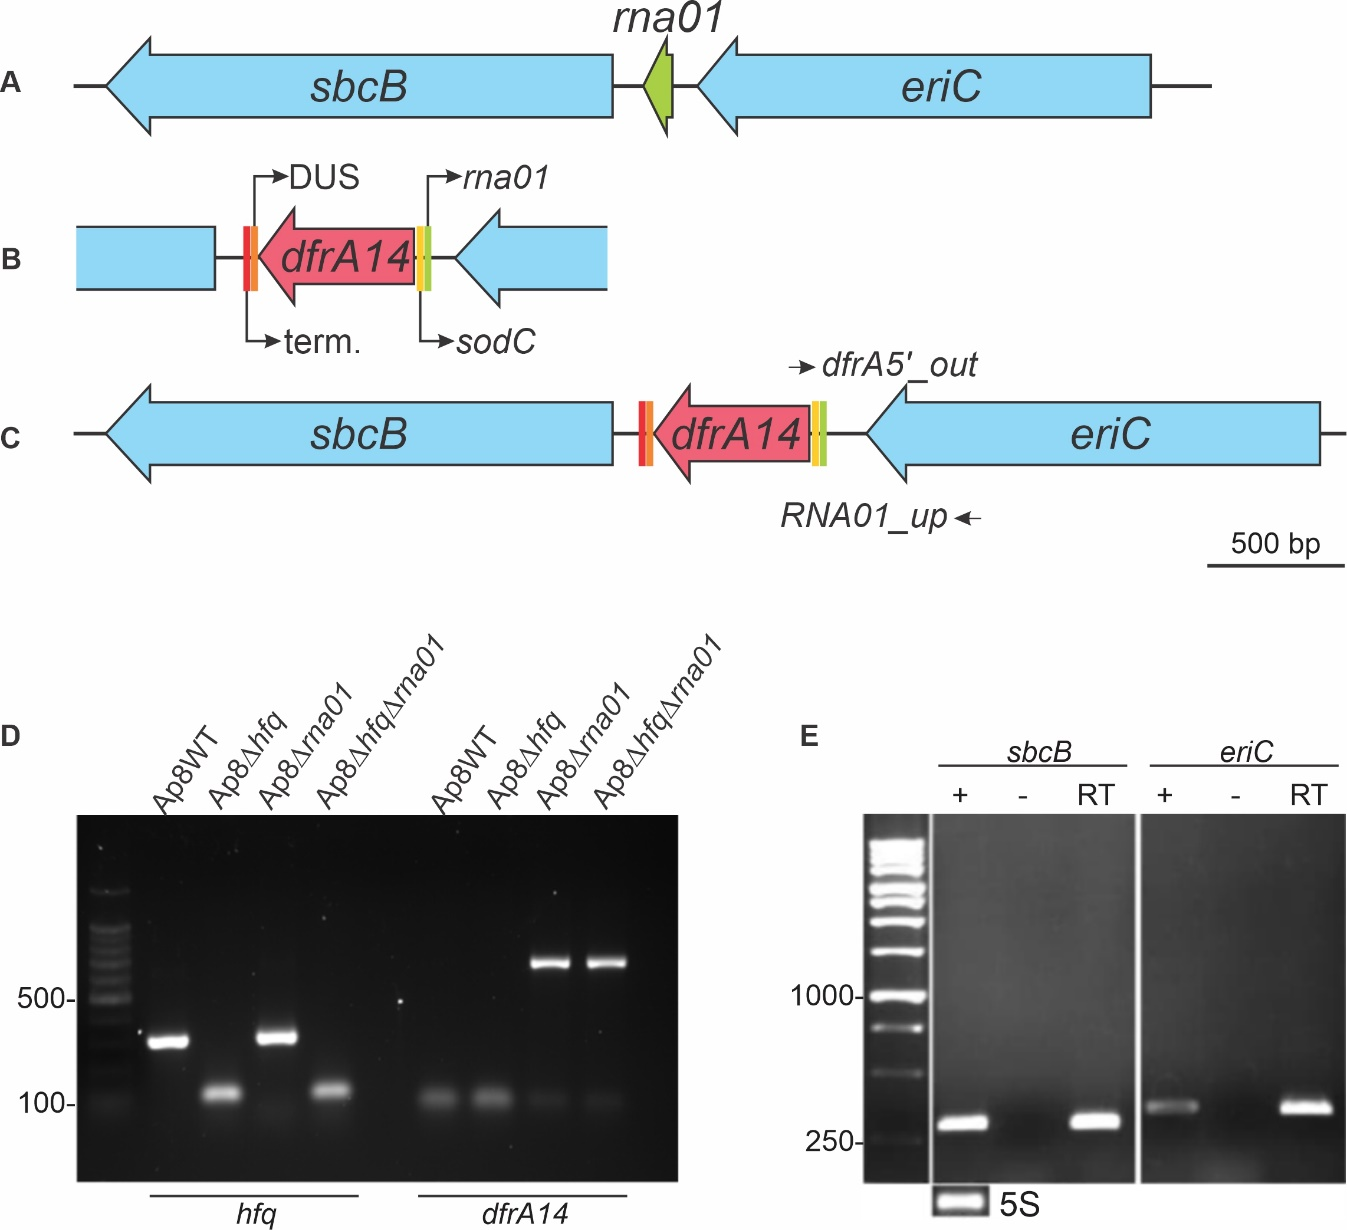 rna01
A
sbcB
eriC
DUS
rna01
B
dfrA14
term.
sodC
dfrA5'_out
C
sbcB
dfrA14
eriC
RNA01_up
500 bp
D
Ap8WT
Ap8Δhfq
Ap8Δrna01
Ap8ΔhfqΔrna01
Ap8WT
Ap8Δhfq
Ap8Δrna01
Ap8ΔhfqΔrna01
500-
100-
hfq
dfrA14
E
sbcB
eriC
+ - RT + - RT
1000-
250-
5S